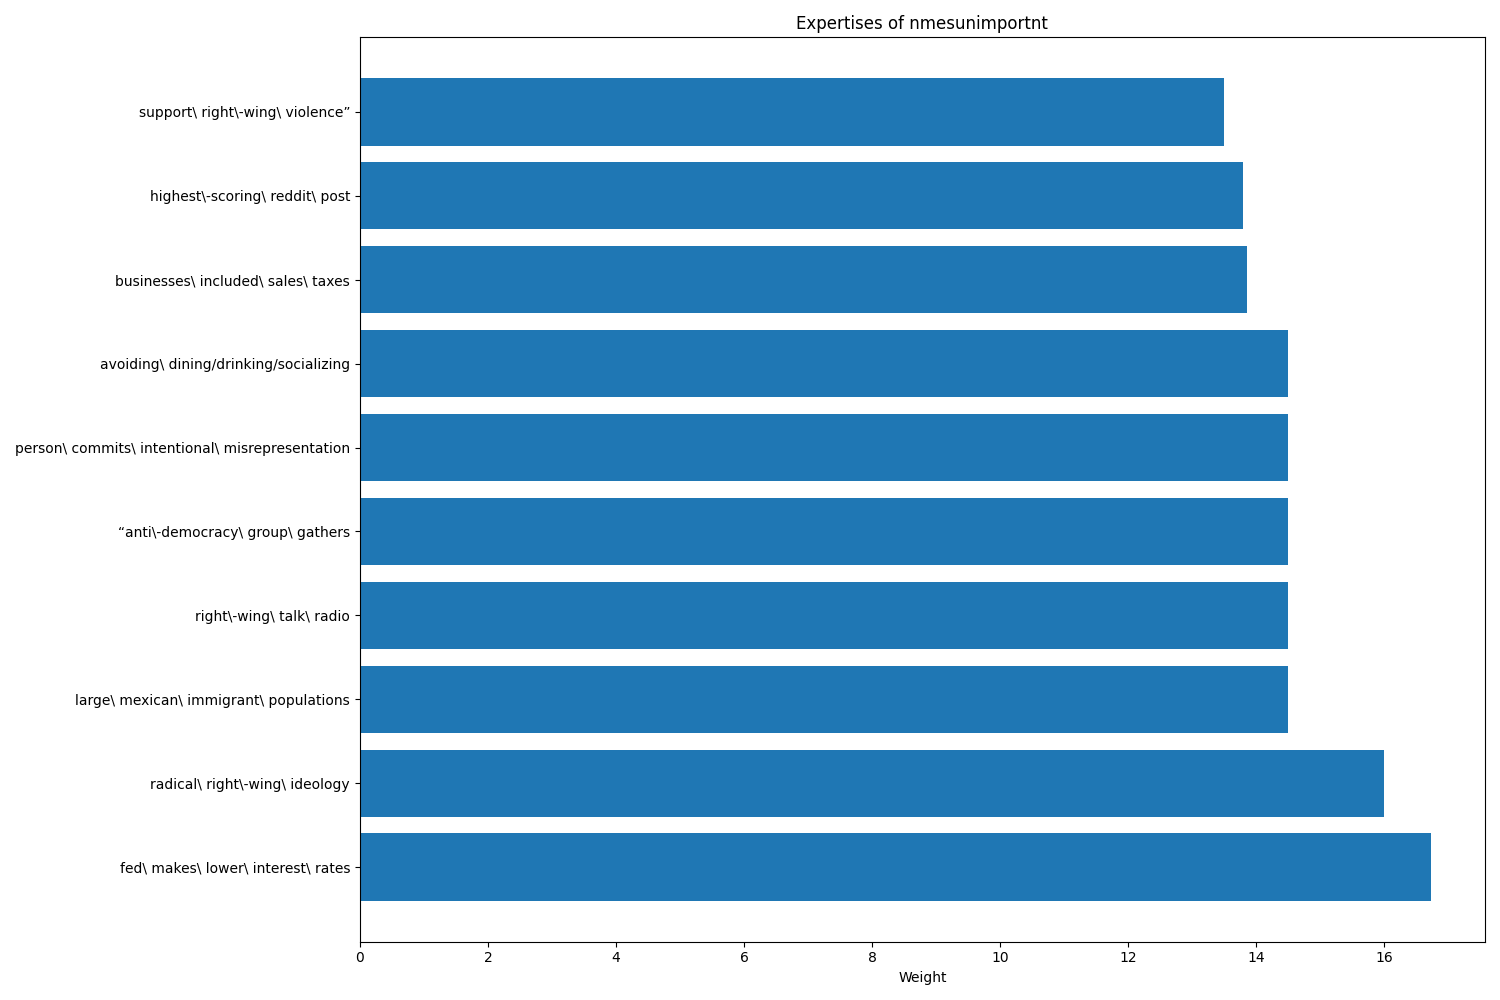 Expertises of nmesunimportnt
support\ right\-wing\ violence”
highest\-scoring\ reddit\ post
businesses\ included\ sales\ taxes
avoiding\ dining/drinking/socializing
person\ commits\ intentional\ misrepresentation
“anti\-democracy\ group\ gathers
right\-wing\ talk\ radio
large\ mexican\ immigrant\ populations
radical\ right\-wing\ ideology
fed\ makes\ lower\ interest\ rates
0 2 4 6 8 10 12 14 16
Weight